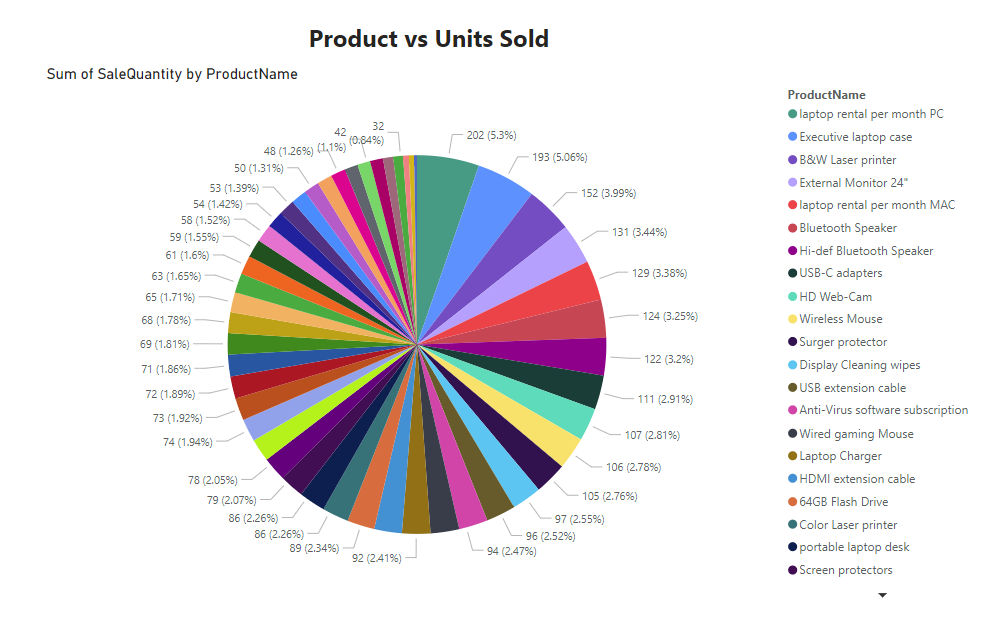 Product vs Units Sold
Sum of SaleQuantity by ProductName
202 (5.3%)
193 (5.06%)
152 (3.99%)
131 (3.44%)
129 (3.38%)
124 (3.25%)
122 (3.2%)
111 (2.91%)
107 (2.81%)
106 (2.78%)
105 (2.76%)
97 (2.55%)
96 (2.52%)
94 (2.47%)
92 (2.41%)
89 (2.34%)
86 (2.26%)
86 (2.26%)
79 (2.07%)
78 (2.05%)
74 (1.94%)
73 (1.92%)
72 (1.89%)
71 (1.86%)
69 (1.81%)
68 (1.78%)
65 (1.71%)
63 (1.65%)
61 (1.6%)
59 (1.55%)
58 (1.52%)
54 (1.42%)
53 (1.39%)
50 (1.31%)
48 (1.26%)
(1.1%)
42
32
(0.84%)
ProductName
laptop rental per month PC
Executive laptop case
B&W Laser printer
External Monitor 24"
laptop rental per month MAC
Bluetooth Speaker
Hi-def Bluetooth Speaker
USB-C adapters
HD Web-Cam
Wireless Mouse
Surger protector
Display Cleaning wipes
USB extension cable
Anti-Virus software subscription
Wired gaming Mouse
Laptop Charger
HDMI extension cable
64GB Flash Drive
Color Laser printer
portable laptop desk
Screen protectors